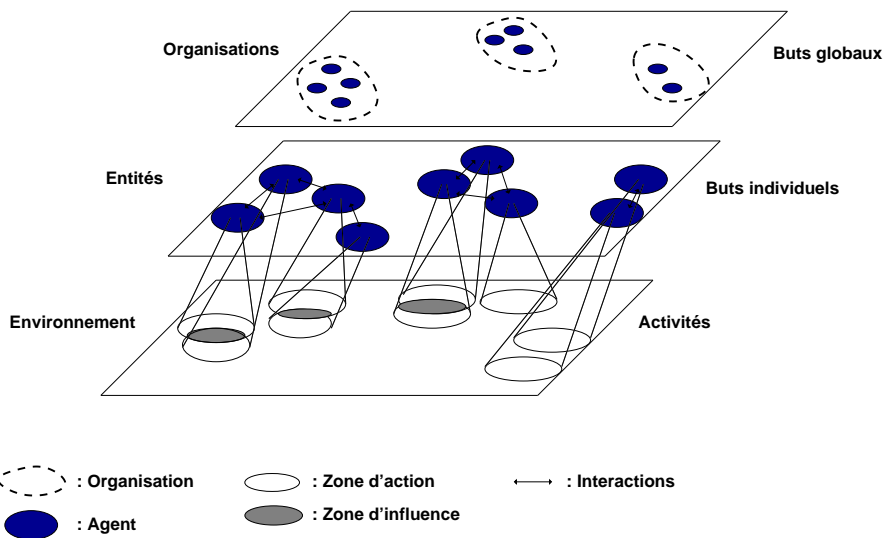 Organisations
Buts globaux
Entités
Buts individuels
Environnement
Activités
: Organisation
: Zone d'action
: Interactions
: Agent
: Zone d'influence